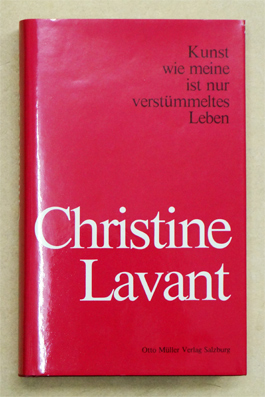 Kunst
wie meine
ist nur
verstümmeltes
Leben
Christine
Lavant
Otto Müller Verlag Salzburg